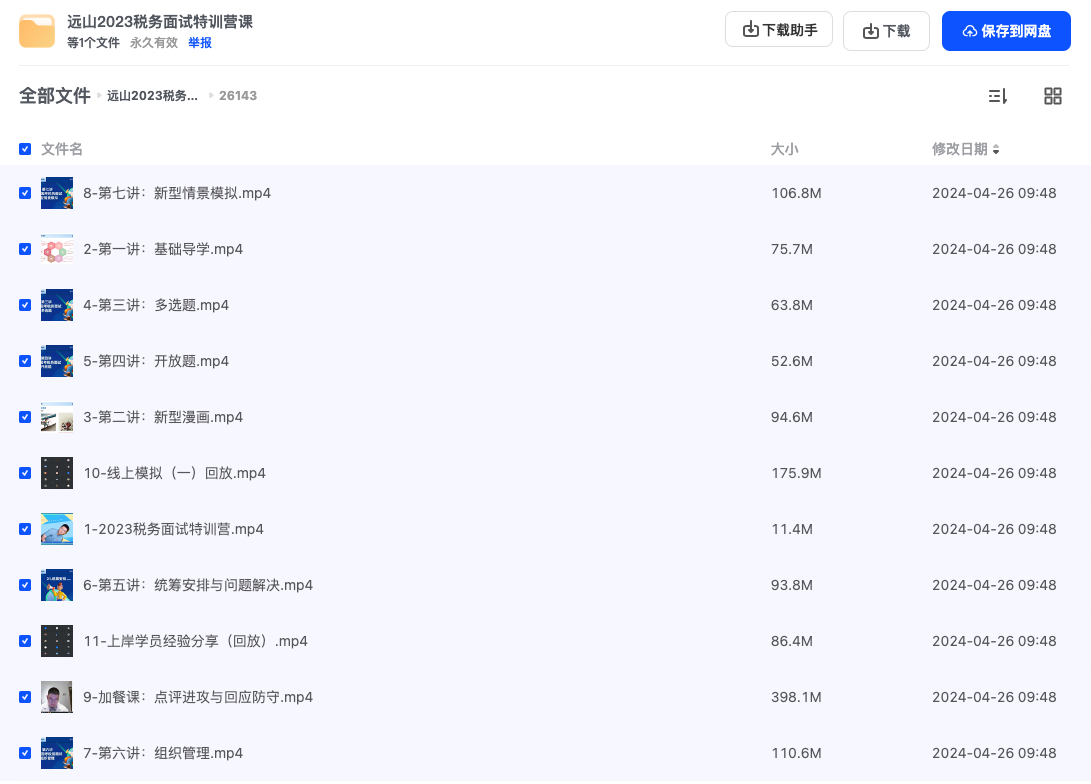 远山2023税务面试特训营课
等1个文件 永久有效 举报
下载助手 下载 保存到网盘
全部文件 远山2023税务... 26143
文件名 大小 修改日期
8-第七讲：新型情景模拟.mp4 106.8M 2024-04-26 09:48
2-第一讲：基础导学.mp4 75.7M 2024-04-26 09:48
4-第三讲：多选题.mp4 63.8M 2024-04-26 09:48
5-第四讲：开放题.mp4 52.6M 2024-04-26 09:48
3-第二讲：新型漫画.mp4 94.6M 2024-04-26 09:48
10-线上模拟（一）回放.mp4 175.9M 2024-04-26 09:48
1-2023税务面试特训营.mp4 11.4M 2024-04-26 09:48
6-第五讲：统筹安排与问题解决.mp4 93.8M 2024-04-26 09:48
11-上岸学员经验分享（回放）.mp4 86.4M 2024-04-26 09:48
9-加餐课：点评进攻与回应防守.mp4 398.1M 2024-04-26 09:48
7-第六讲：组织管理.mp4 110.6M 2024-04-26 09:48